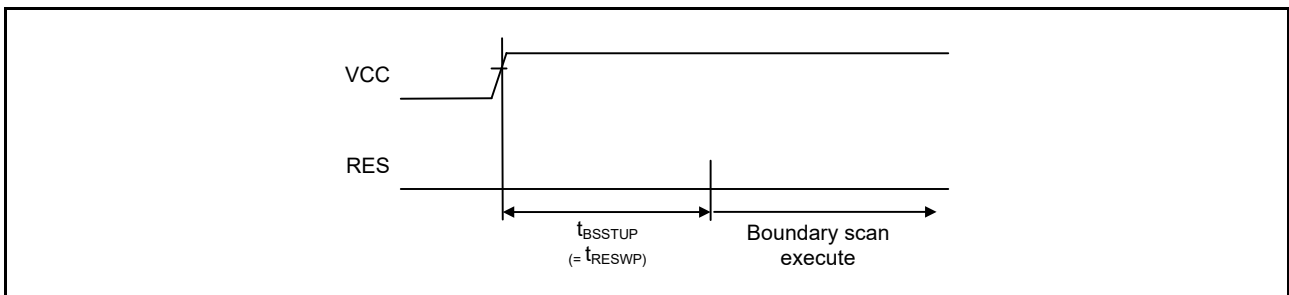 VCC
RES
tBSSTUP
(= tRESWP)
Boundary scan
execute